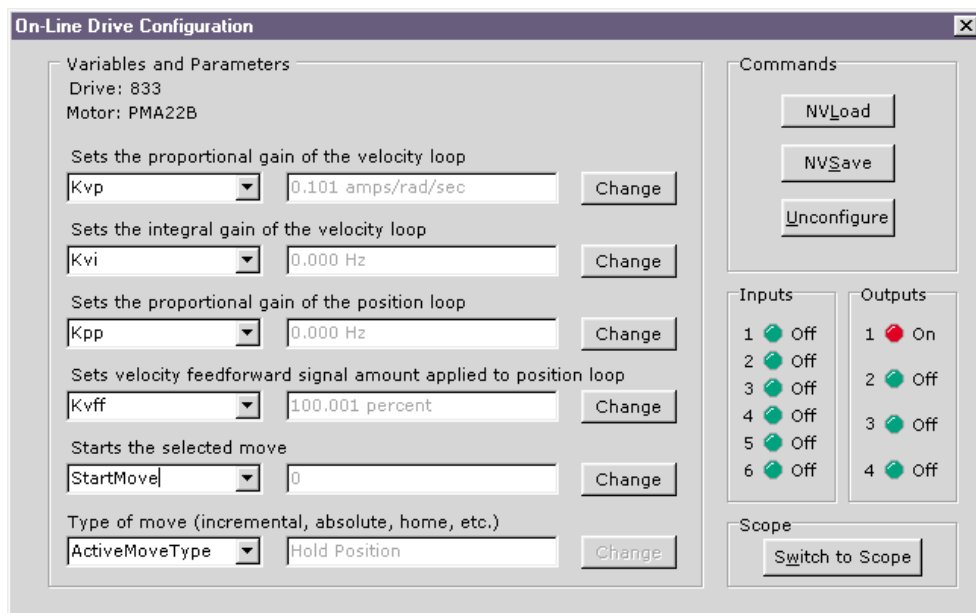 On-Line Drive Configuration
Variables and Parameters
Drive: 833
Motor: PMA22B
Sets the proportional gain of the velocity loop
Kvp
0.101 amps/rad/sec
Change
Sets the integral gain of the velocity loop
Kvi
0.000 Hz
Change
Sets the proportional gain of the position loop
Kpp
0.000 Hz
Change
Sets velocity feedforward signal amount applied to position loop
Kvff
100.001 percent
Change
Starts the selected move
StartMove
0
Change
Type of move (incremental, absolute, home, etc.)
ActiveMoveType
Hold Position
Change
Commands
NVLoad
NVSave
Unconfigure
Inputs
1 Off
2 Off
3 Off
4 Off
5 Off
6 Off
Outputs
1 On
2 Off
3 Off
4 Off
Scope
Switch to Scope